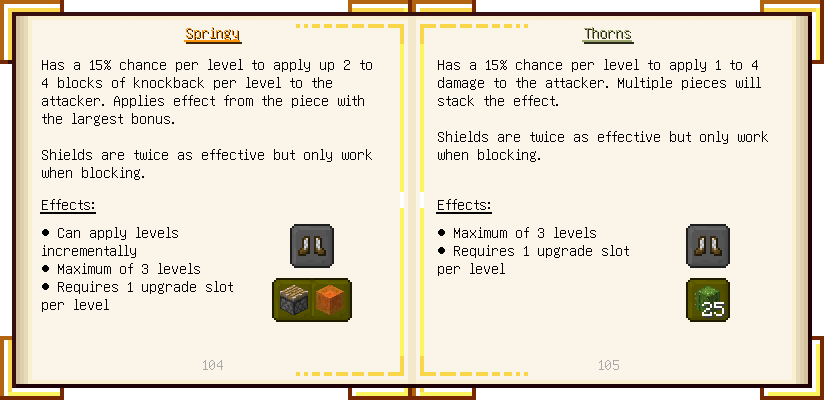 Springy
Has a 15% chance per level to apply up 2 to
4 blocks of knockback per level to the
attacker. Applies effect from the piece with
the largest bonus.
Shields are twice as effective but only work
when blocking.
Effects:
● Can apply levels
incrementally
● Maximum of 3 levels
● Requires 1 upgrade slot
per level
104
Thorns
Has a 15% chance per level to apply 1 to 4
damage to the attacker. Multiple pieces will
stack the effect.
Shields are twice as effective but only work
when blocking.
Effects:
● Maximum of 3 levels
● Requires 1 upgrade slot
per level
25
105